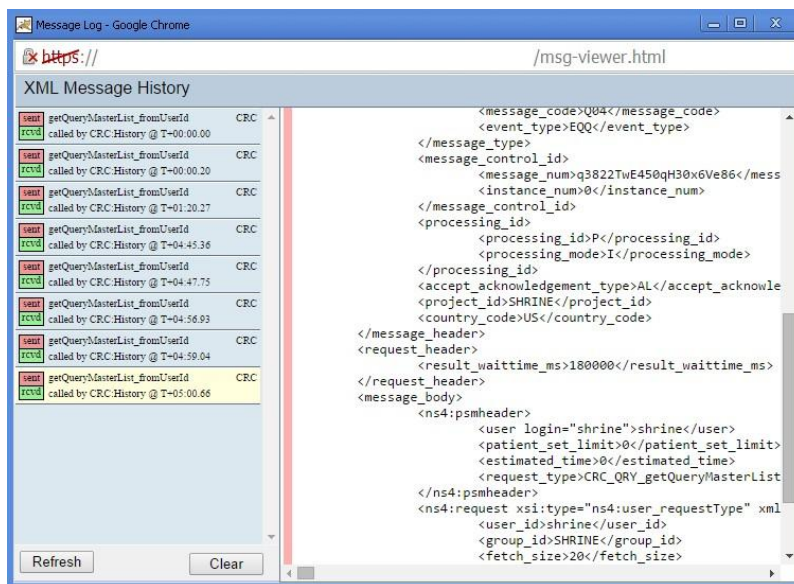 Message Log - Google Chrome
https:// /msg-viewer.html
XML Message History
sent getQueryMasterList_fromUserId CRC
rcvd called by CRC:History @ T+00:00.00
sent getQueryMasterList_fromUserId CRC
rcvd called by CRC:History @ T+00:00.20
sent getQueryMasterList_fromUserId CRC
rcvd called by CRC:History @ T+01:20.27
sent getQueryMasterList_fromUserId CRC
rcvd called by CRC:History @ T+04:45.36
sent getQueryMasterList_fromUserId CRC
rcvd called by CRC:History @ T+04:47.75
sent getQueryMasterList_fromUserId CRC
rcvd called by CRC:History @ T+04:56.93
sent getQueryMasterList_fromUserId CRC
rcvd called by CRC:History @ T+04:59.04
sent getQueryMasterList_fromUserId CRC
rcvd called by CRC:History @ T+05:00.66
Refresh
Clear
<message_code>Q04</message_code>
<event_type>EQQ</event_type>
</message_type>
<message_control_id>
<message_num>q3822TwE450qH30x6Ve86</mess
<instance_num>0</instance_num>
</message_control_id>
<processing_id>
<processing_id>P</processing_id>
<processing_mode>I</processing_mode>
</processing_id>
<accept_acknowledgement_type>AL</accept_acknowle
<project_id>SHRINE</project_id>
<country_code>US</country_code>
</message_header>
<request_header>
<result_waittime_ms>180000</result_waittime_ms>
</request_header>
<message_body>
<ns4:psmheader>
<user login="shrine">shrine</user>
<patient_set_limit>0</patient_set_limit>
<estimated_time>0</estimated_time>
<request_type>CRC_QRY_getQueryMasterList
</ns4:psmheader>
<ns4:request xsi:type="ns4:user_requestType" xml
<user_id>shrine</user_id>
<group_id>SHRINE</group_id>
<fetch_size>20</fetch_size>